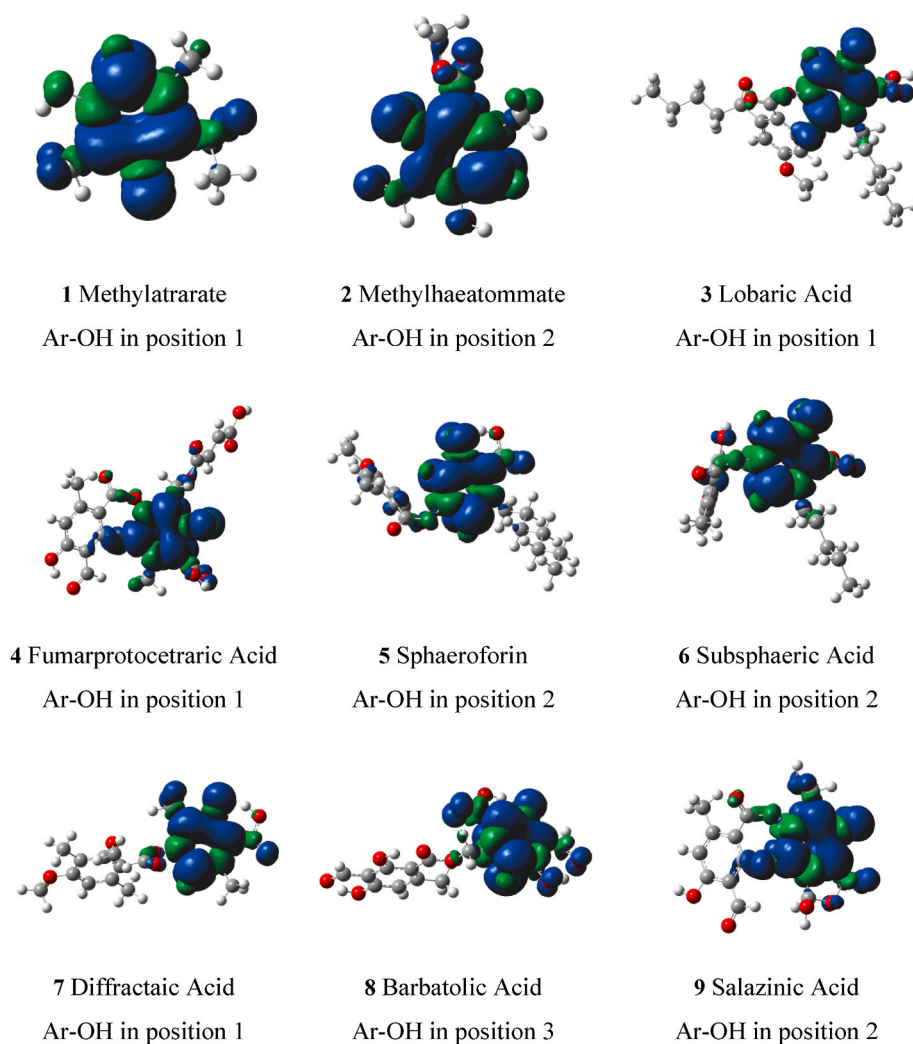 1 Methylatrarate
Ar-OH in position 1
2 Methylhaeatommate
Ar-OH in position 2
3 Lobaric Acid
Ar-OH in position 1
4 Fumarprotocetraric Acid
Ar-OH in position 1
5 Sphaeroforin
Ar-OH in position 2
6 Subsphaeric Acid
Ar-OH in position 2
7 Diffractaic Acid
Ar-OH in position 1
8 Barbatolic Acid
Ar-OH in position 3
9 Salazinic Acid
Ar-OH in position 2